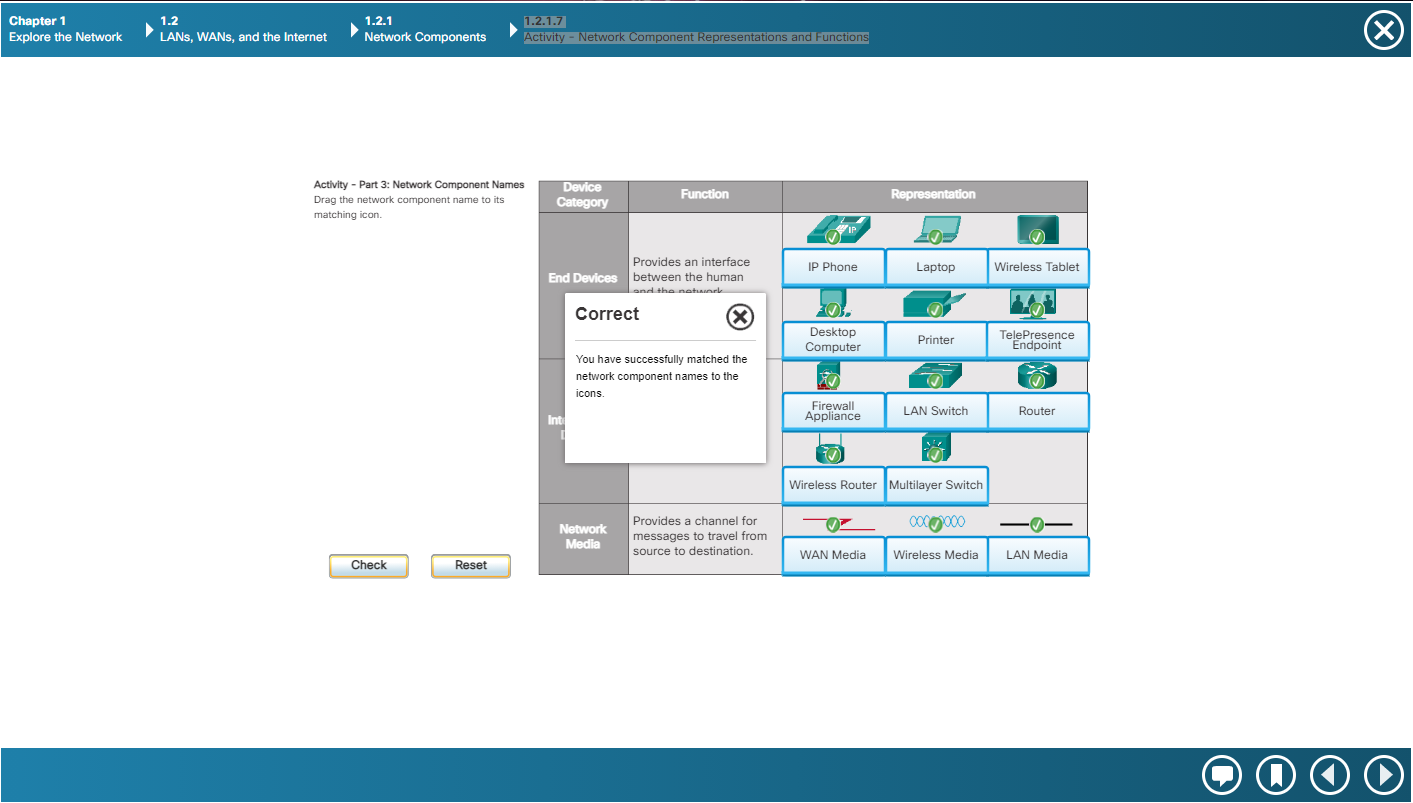 Chapter 1
Explore the Network
1.2
LANs, WANs, and the Internet
1.2.1
Network Components
1.2.1.7
Activity - Network Component Representations and Functions
Activity - Part 3: Network Component Names
Drag the network component name to its
matching icon.
Device
Category
Function
Representation
End Devices
Provides an interface
between the human
and the network.
IP
IP Phone
Laptop
Wireless Tablet
Desktop
Computer
Printer
TelePresence
Endpoint
Correct
You have successfully matched the
network component names to the
icons.
Firewall
Appliance
LAN Switch
Router
Wireless Router
Multilayer Switch
Network
Media
Provides a channel for
messages to travel from
source to destination.
WAN Media
Wireless Media
LAN Media
Check
Reset